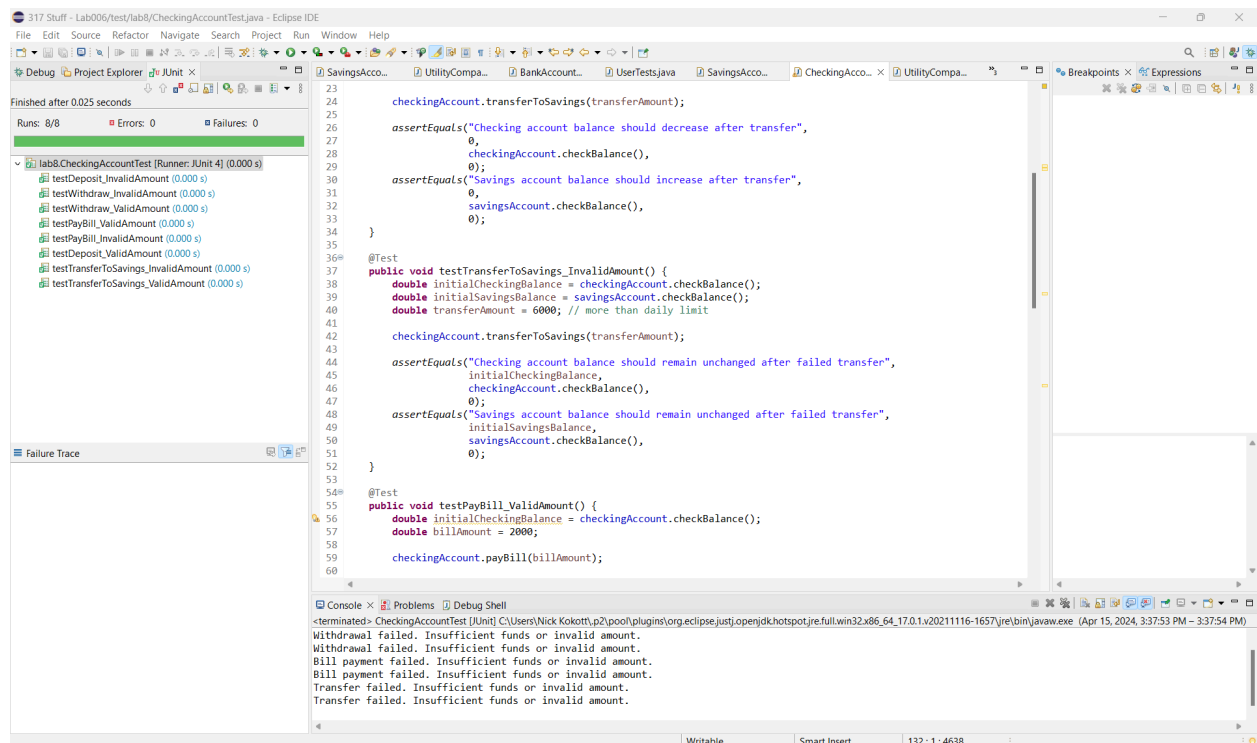 317 Stuff - Lab006/test/lab8/CheckingAccountTest.java - Eclipse IDE
File Edit Source Refactor Navigate Search Project Run Window Help
Debug Project Explorer JUnit
Finished after 0.025 seconds
Runs: 8/8 Errors: 0 Failures: 0
lab8.CheckingAccountTest [Runner: JUnit 4] (0.000 s)
testDeposit_InvalidAmount (0.000 s)
testWithdraw_InvalidAmount (0.000 s)
testWithdraw_ValidAmount (0.000 s)
testPayBill_ValidAmount (0.000 s)
testPayBill_InvalidAmount (0.000 s)
testDeposit_ValidAmount (0.000 s)
testTransferToSavings_InvalidAmount (0.000 s)
testTransferToSavings_ValidAmount (0.000 s)
Failure Trace
SavingsAcco... UtilityCompa... BankAccount... UserTests.java SavingsAcco... CheckingAcco... UtilityCompa...
23
24 checkingAccount.transferToSavings(transferAmount);
25
26 assertEquals("Checking account balance should decrease after transfer",
27 0,
28 checkingAccount.checkBalance(),
29 0);
30 assertEquals("Savings account balance should increase after transfer",
31 0,
32 savingsAccount.checkBalance(),
33 0);
34 }
35
36 @Test
37 public void testTransferToSavings_InvalidAmount() {
38 double initialCheckingBalance = checkingAccount.checkBalance();
39 double initialSavingsBalance = savingsAccount.checkBalance();
40 double transferAmount = 6000; // more than daily limit
41
42 checkingAccount.transferToSavings(transferAmount);
43
44 assertEquals("Checking account balance should remain unchanged after failed transfer",
45 initialCheckingBalance,
46 checkingAccount.checkBalance(),
47 0);
48 assertEquals("Savings account balance should remain unchanged after failed transfer",
49 initialSavingsBalance,
50 savingsAccount.checkBalance(),
51 0);
52 }
53
54 @Test
55 public void testPayBill_ValidAmount() {
56 double initialCheckingBalance = checkingAccount.checkBalance();
57 double billAmount = 2000;
58
59 checkingAccount.payBill(billAmount);
60
Breakpoints Expressions
Console Problems Debug Shell
<terminated> CheckingAccountTest [JUnit] C:\Users\Nick Kokott\.p2\pool\plugins\org.eclipse.justj.openjdk.hotspot.jre.full.win32.x86_64_17.0.1.v20211116-1657\jre\bin\javaw.exe (Apr 15, 2024, 3:37:53 PM – 3:37:54 PM)
Withdrawal failed. Insufficient funds or invalid amount.
Withdrawal failed. Insufficient funds or invalid amount.
Bill payment failed. Insufficient funds or invalid amount.
Bill payment failed. Insufficient funds or invalid amount.
Transfer failed. Insufficient funds or invalid amount.
Transfer failed. Insufficient funds or invalid amount.
Writable Smart Insert 132 : 1 : 4638